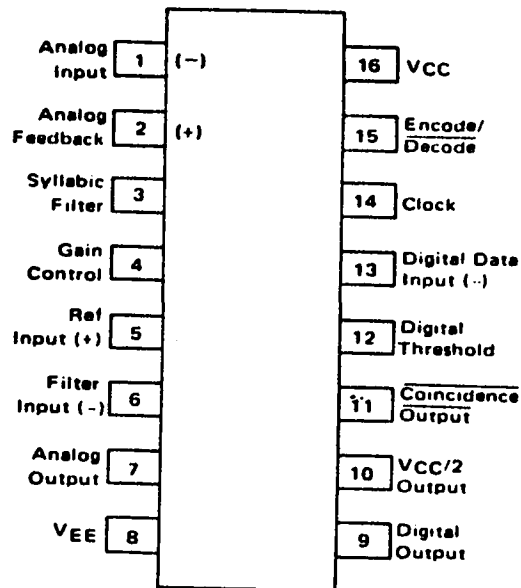 Analog
Input
1
(−)
Analog
Feedback
2
(+)
Syllabic
Filter
3
Gain
Control
4
Ref
Input (+)
5
Filter
Input (−)
6
Analog
Output
7
VEE
8
16
VCC
15
Encode/
Decode
14
Clock
13
Digital Data
Input (··)
12
Digital
Threshold
11
Coincidence
Output
10
VCC/2
Output
9
Digital
Output